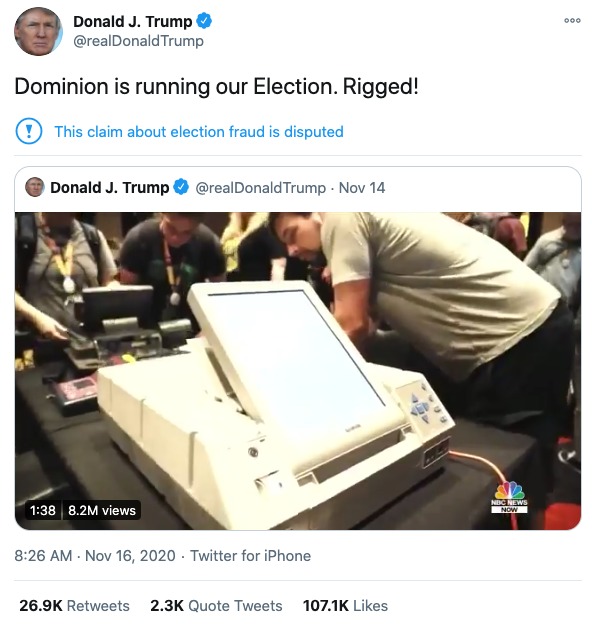 Donald J. Trump
@realDonaldTrump
Dominion is running our Election. Rigged!
This claim about election fraud is disputed
Donald J. Trump @realDonaldTrump · Nov 14
1:38 8.2M views
NBC NEWS
NOW
8:26 AM · Nov 16, 2020 · Twitter for iPhone
26.9K Retweets 2.3K Quote Tweets 107.1K Likes